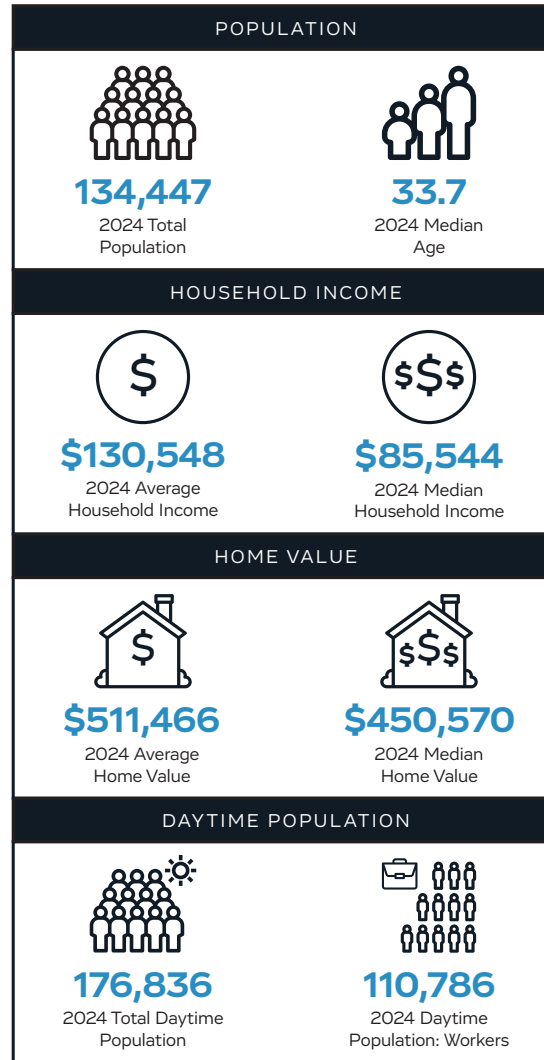 POPULATION
134,447
2024 Total
Population
33.7
2024 Median
Age
HOUSEHOLD INCOME
$
$130,548
2024 Average
Household Income
$$$
$85,544
2024 Median
Household Income
HOME VALUE
$
$511,466
2024 Average
Home Value
$$$
$450,570
2024 Median
Home Value
DAYTIME POPULATION
176,836
2024 Total Daytime
Population
110,786
2024 Daytime
Population: Workers